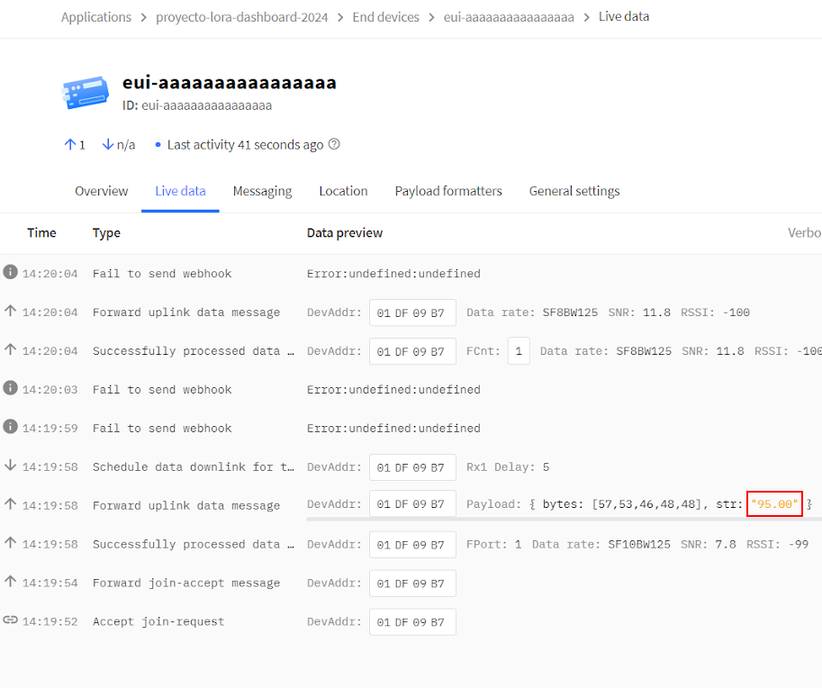 Applications > proyecto-lora-dashboard-2024 > End devices > eui-aaaaaaaaaaaaaaaa > Live data
eui-aaaaaaaaaaaaaaaa
ID: eui-aaaaaaaaaaaaaaaa
↑ 1 ↓ n/a • Last activity 41 seconds ago ?
Overview Live data Messaging Location Payload formatters General settings
Time Type Data preview Verbo
14:20:04 Fail to send webhook Error:undefined:undefined
↑ 14:20:04 Forward uplink data message DevAddr: 01 DF 09 B7 Data rate: SF8BW125 SNR: 11.8 RSSI: -100
↑ 14:20:04 Successfully processed data … DevAddr: 01 DF 09 B7 FCnt: 1 Data rate: SF8BW125 SNR: 11.8 RSSI: -100
14:20:03 Fail to send webhook Error:undefined:undefined
14:19:59 Fail to send webhook Error:undefined:undefined
↓ 14:19:58 Schedule data downlink for t… DevAddr: 01 DF 09 B7 Rx1 Delay: 5
↑ 14:19:58 Forward uplink data message DevAddr: 01 DF 09 B7 Payload: { bytes: [57,53,46,48,48], str: "95.00" }
↑ 14:19:58 Successfully processed data … DevAddr: 01 DF 09 B7 FPort: 1 Data rate: SF10BW125 SNR: 7.8 RSSI: -99
↑ 14:19:54 Forward join-accept message DevAddr: 01 DF 09 B7
14:19:52 Accept join-request DevAddr: 01 DF 09 B7